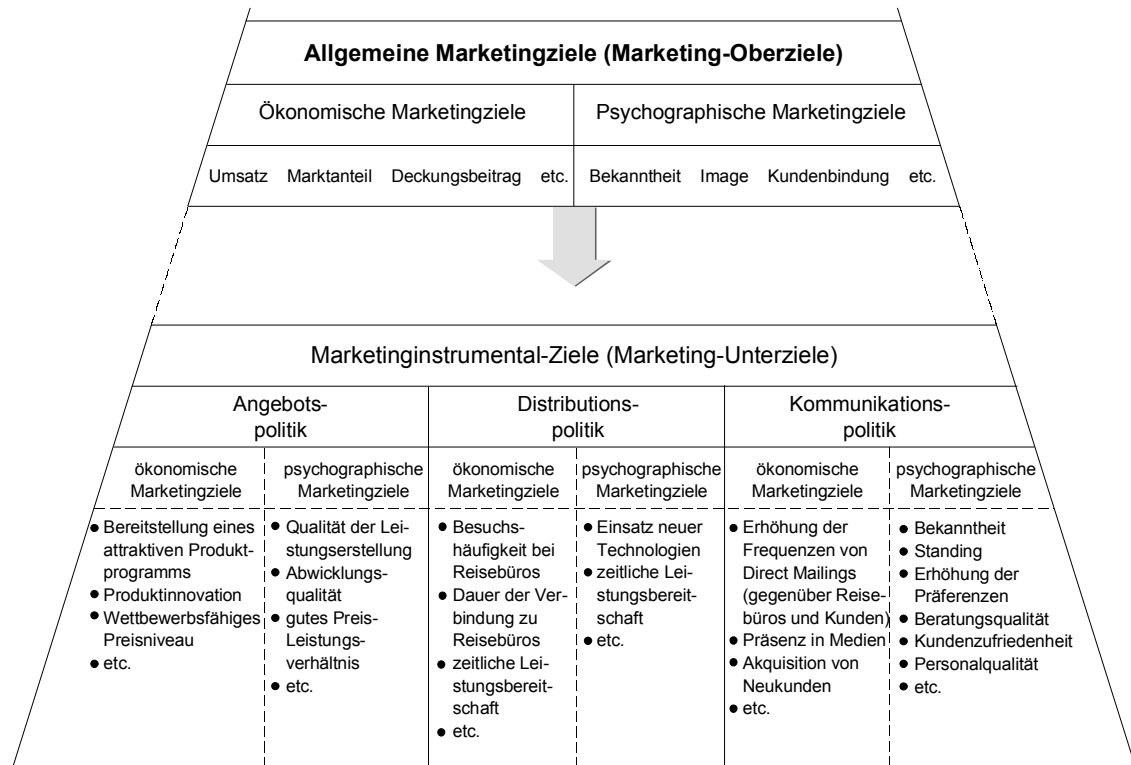 Allgemeine Marketingziele (Marketing-Oberziele)
Ökonomische Marketingziele
Psychographische Marketingziele
Umsatz Marktanteil Deckungsbeitrag etc.
Bekanntheit Image Kundenbindung etc.
Marketinginstrumental-Ziele (Marketing-Unterziele)
Angebots-
politik
Distributions-
politik
Kommunikations-
politik
ökonomische
Marketingziele
psychographische
Marketingziele
ökonomische
Marketingziele
psychographische
Marketingziele
ökonomische
Marketingziele
psychographische
Marketingziele
● Bereitstellung eines
attraktiven Produkt-
programms
● Produktinnovation
● Wettbewerbsfähiges
Preisniveau
● etc.
● Qualität der Lei-
stungserstellung
● Abwicklungs-
qualität
● gutes Preis-
Leistungs-
verhältnis
● etc.
● Besuchs-
häufigkeit bei
Reisebüros
● Dauer der Ver-
bindung zu
Reisebüros
● zeitliche Lei-
stungsbereit-
schaft
● etc.
● Einsatz neuer
Technologien
● zeitliche Lei-
stungsbereit-
schaft
● etc.
● Erhöhung der
Frequenzen von
Direct Mailings
(gegenüber Reise-
büros und Kunden)
● Präsenz in Medien
● Akquisition von
Neukunden
● etc.
● Bekanntheit
● Standing
● Erhöhung der
Präferenzen
● Beratungsqualität
● Kundenzufriedenheit
● Personalqualität
● etc.